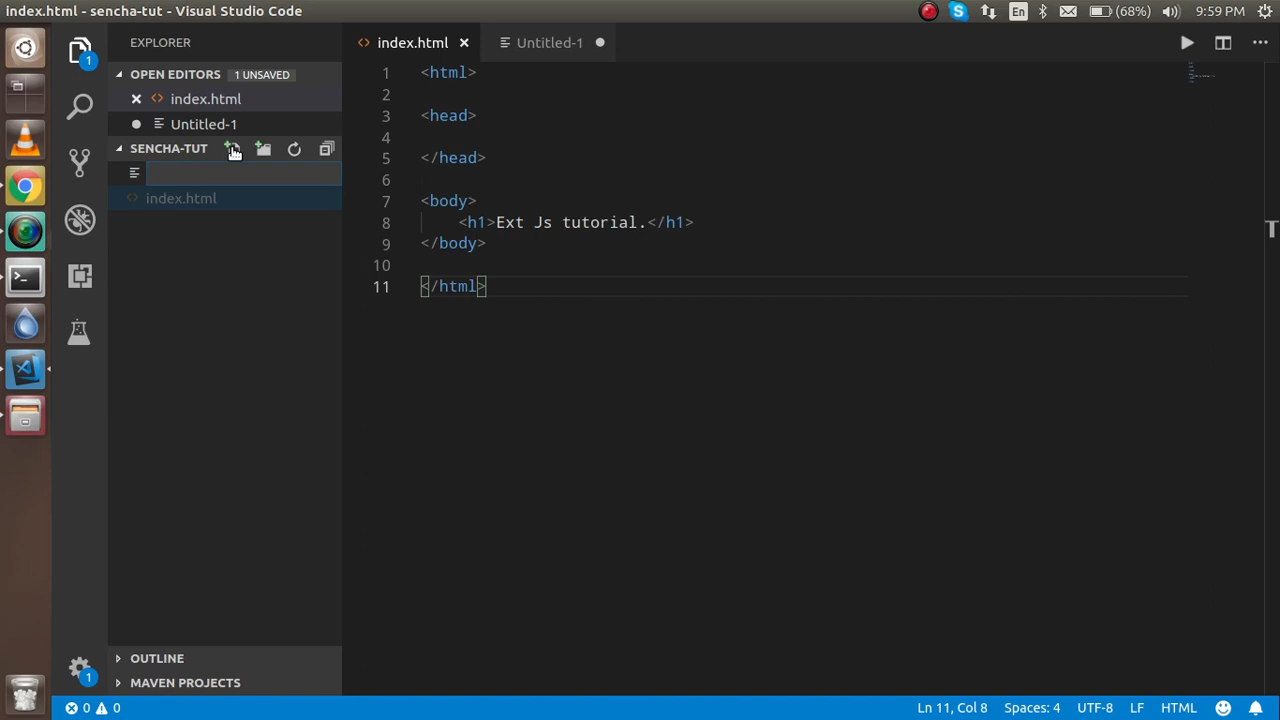 index.html - sencha-tut - Visual Studio Code
En
(68%)
9:59 PM
EXPLORER
1
OPEN EDITORS 1 UNSAVED
index.html
Untitled-1
SENCHA-TUT
index.html
index.html
Untitled-1
1 <html>
2
3 <head>
4
5 </head>
6
7 <body>
8 <h1>Ext Js tutorial.</h1>
9 </body>
10
11 </html>
T
OUTLINE
MAVEN PROJECTS
1
0 0
Ln 11, Col 8
Spaces: 4
UTF-8
LF
HTML